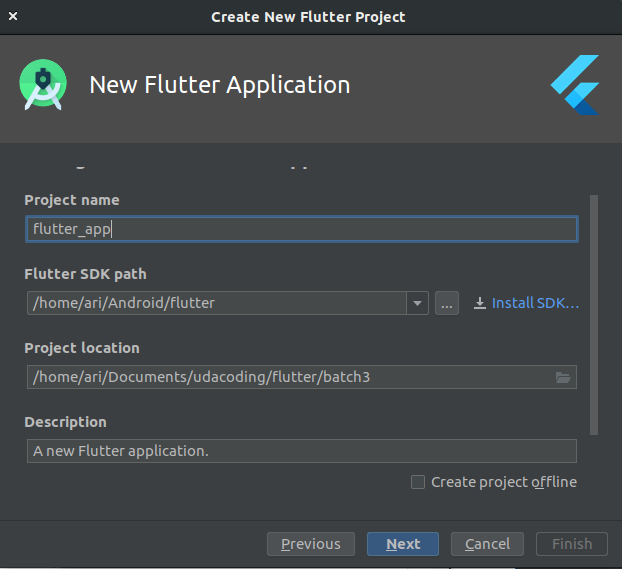 Create New Flutter Project
New Flutter Application
Project name
flutter_app
Flutter SDK path
/home/ari/Android/flutter
...
Install SDK...
Project location
/home/ari/Documents/udacoding/flutter/batch3
Description
A new Flutter application.
Create project offline
Previous
Next
Cancel
Finish